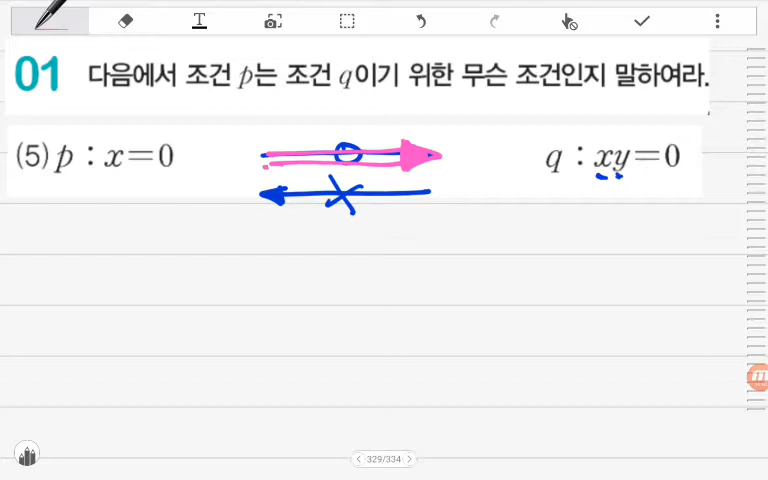 T
01 다음에서 조건 p는 조건 q이기 위한 무슨 조건인지 말하여라.
(5) p : x=0 q : xy=0
329/334